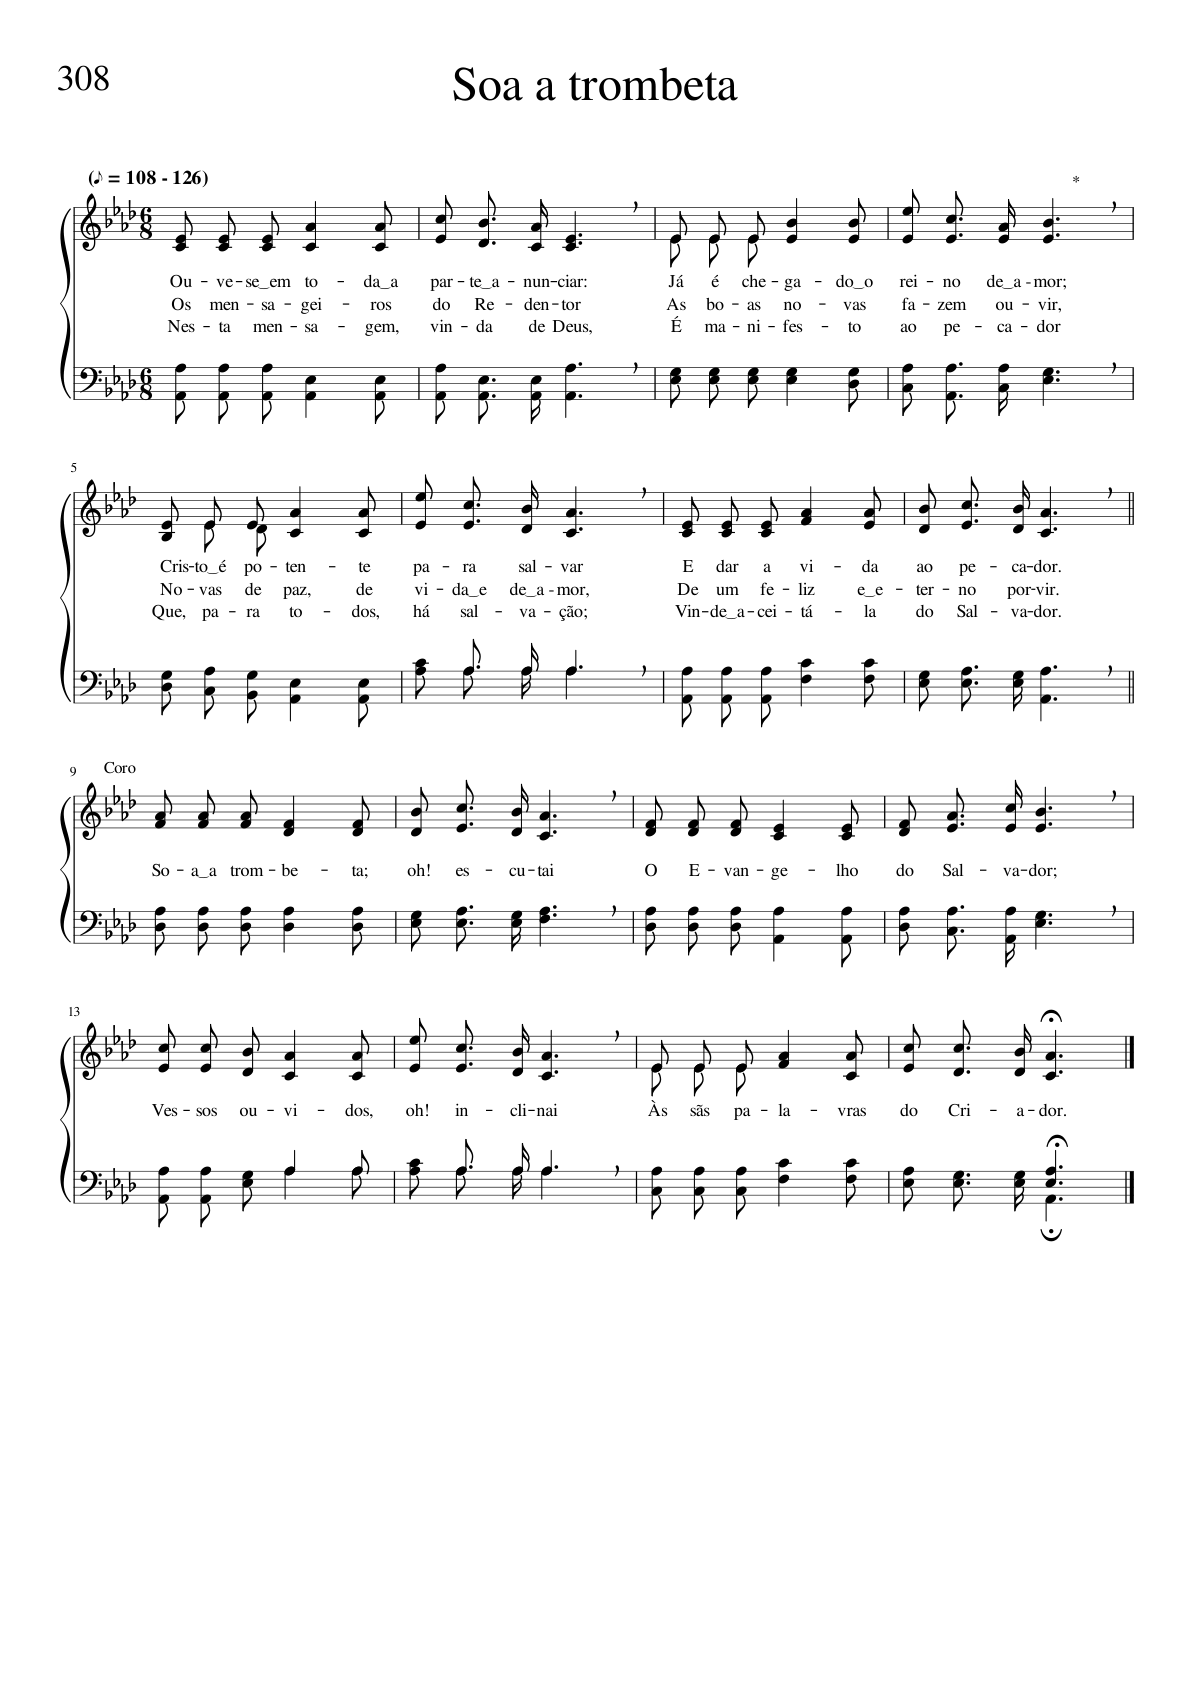 308
Soa a trombeta
(♪ = 108 - 126)
*
6
8
Ou - ve - se_em to - da_a par - te_a - nun - ciar: Já é che - ga - do_o rei - no de_a - mor;
Os men - sa - gei - ros do Re - den - tor As bo - as no - vas fa - zem ou - vir,
Nes - ta men - sa - gem, vin - da de Deus, É ma - ni - fes - to ao pe - ca - dor
6
8
5
Cris - to_é po - ten - te pa - ra sal - var E dar a vi - da ao pe - ca - dor.
No - vas de paz, de vi - da_e de_a - mor, De um fe - liz e_e - ter - no por - vir.
Que, pa - ra to - dos, há sal - va - ção; Vin - de_a - cei - tá - la do Sal - va - dor.
9 Coro
So - a_a trom - be - ta; oh! es - cu - tai O E - van - ge - lho do Sal - va - dor;
13
Ves - sos ou - vi - dos, oh! in - cli - nai Às sãs pa - la - vras do Cri - a - dor.